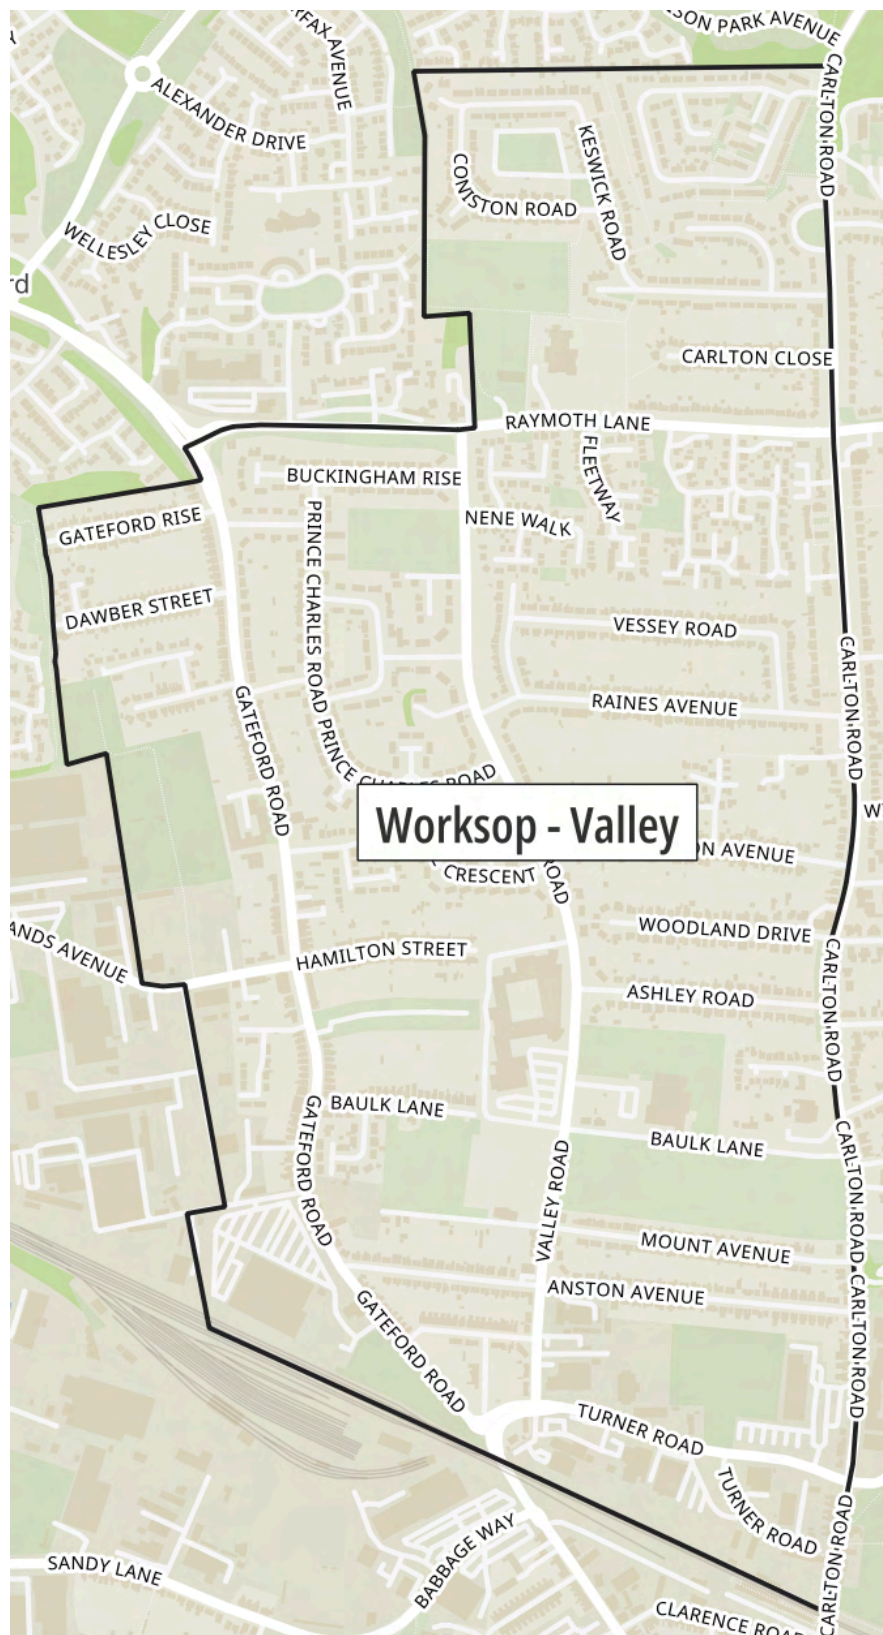 PARK AVENUE
AVENUE
CARLTON ROAD
ALEXANDER DRIVE
KESWICK ROAD
CONISTON ROAD
WELLESLEY CLOSE
rd
CARLTON CLOSE
RAYMOTH LANE
FLEETWAY
BUCKINGHAM RISE
GATEFORD RISE
NENE WALK
PRINCE CHARLES ROAD
DAWBER STREET
VESSEY ROAD
CARLTON ROAD
RAINES AVENUE
GATEFORD ROAD
PRINCE CHARLES ROAD
Worksop - Valley
ON AVENUE
CRESCENT
ROAD
WOODLAND DRIVE
ANDS AVENUE
HAMILTON STREET
CARLTON ROAD
ASHLEY ROAD
GATEFORD ROAD
BAULK LANE
BAULK LANE
CARLTON ROAD
VALLEY ROAD
MOUNT AVENUE
ANSTON AVENUE
CARLTON ROAD
GATEFORD ROAD
TURNER ROAD
TURNER ROAD
CARLTON ROAD
BABBAGE WAY
SANDY LANE
CLARENCE ROAD